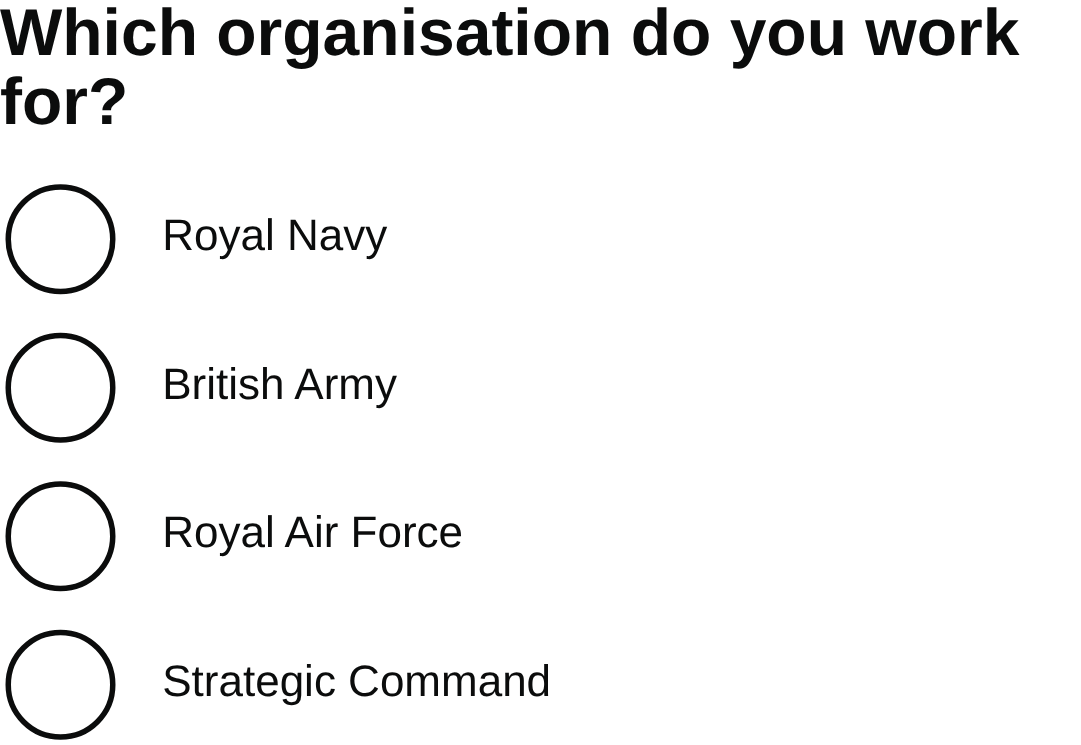 Which organisation do you work
for?
Royal Navy
British Army
Royal Air Force
Strategic Command